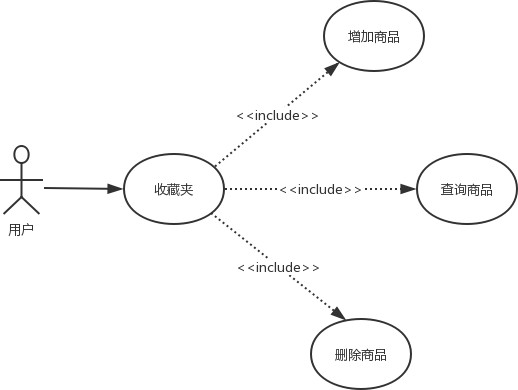 增加商品
<<include>>
收藏夹
<<include>>
查询商品
用户
<<include>>
删除商品